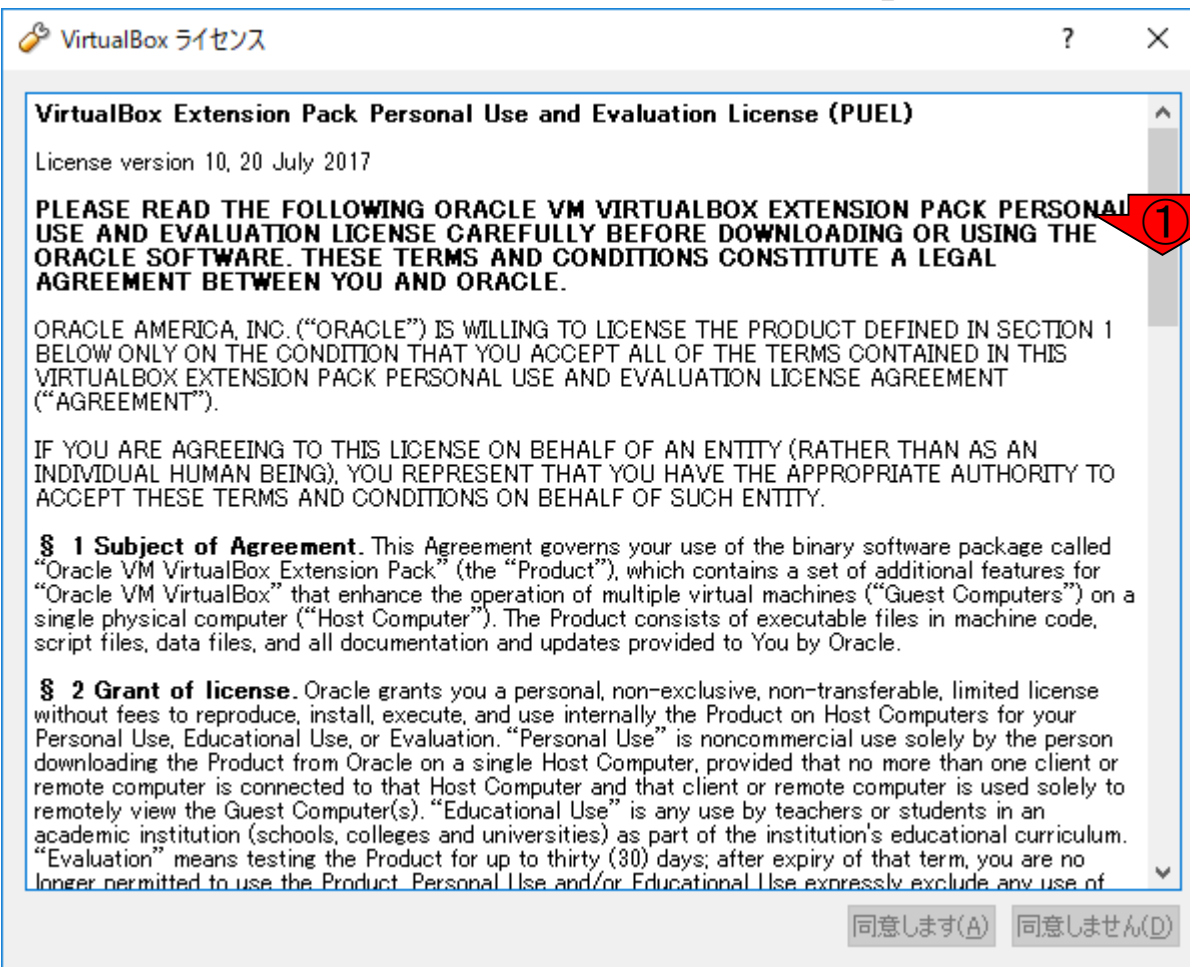 VirtualBox ライセンス
?
VirtualBox Extension Pack Personal Use and Evaluation License (PUEL)
License version 10, 20 July 2017
PLEASE READ THE FOLLOWING ORACLE VM VIRTUALBOX EXTENSION PACK PERSONAL
①
USE AND EVALUATION LICENSE CAREFULLY BEFORE DOWNLOADING OR USING THE
ORACLE SOFTWARE. THESE TERMS AND CONDITIONS CONSTITUTE A LEGAL
AGREEMENT BETWEEN YOU AND ORACLE.
ORACLE AMERICA, INC. (“ORACLE”) IS WILLING TO LICENSE THE PRODUCT DEFINED IN SECTION 1
BELOW ONLY ON THE CONDITION THAT YOU ACCEPT ALL OF THE TERMS CONTAINED IN THIS
VIRTUALBOX EXTENSION PACK PERSONAL USE AND EVALUATION LICENSE AGREEMENT
(“AGREEMENT”).
IF YOU ARE AGREEING TO THIS LICENSE ON BEHALF OF AN ENTITY (RATHER THAN AS AN
INDIVIDUAL HUMAN BEING), YOU REPRESENT THAT YOU HAVE THE APPROPRIATE AUTHORITY TO
ACCEPT THESE TERMS AND CONDITIONS ON BEHALF OF SUCH ENTITY.
§ 1 Subject of Agreement. This Agreement governs your use of the binary software package called
“Oracle VM VirtualBox Extension Pack” (the “Product”), which contains a set of additional features for
“Oracle VM VirtualBox” that enhance the operation of multiple virtual machines (“Guest Computers”) on a
single physical computer (“Host Computer”). The Product consists of executable files in machine code,
script files, data files, and all documentation and updates provided to You by Oracle.
§ 2 Grant of license. Oracle grants you a personal, non-exclusive, non-transferable, limited license
without fees to reproduce, install, execute, and use internally the Product on Host Computers for your
Personal Use, Educational Use, or Evaluation. “Personal Use” is noncommercial use solely by the person
downloading the Product from Oracle on a single Host Computer, provided that no more than one client or
remote computer is connected to that Host Computer and that client or remote computer is used solely to
remotely view the Guest Computer(s). “Educational Use” is any use by teachers or students in an
academic institution (schools, colleges and universities) as part of the institution's educational curriculum.
“Evaluation” means testing the Product for up to thirty (30) days; after expiry of that term, you are no
longer permitted to use the Product. Personal Use and/or Educational Use expressly exclude any use of
同意します(A)
同意しません(D)